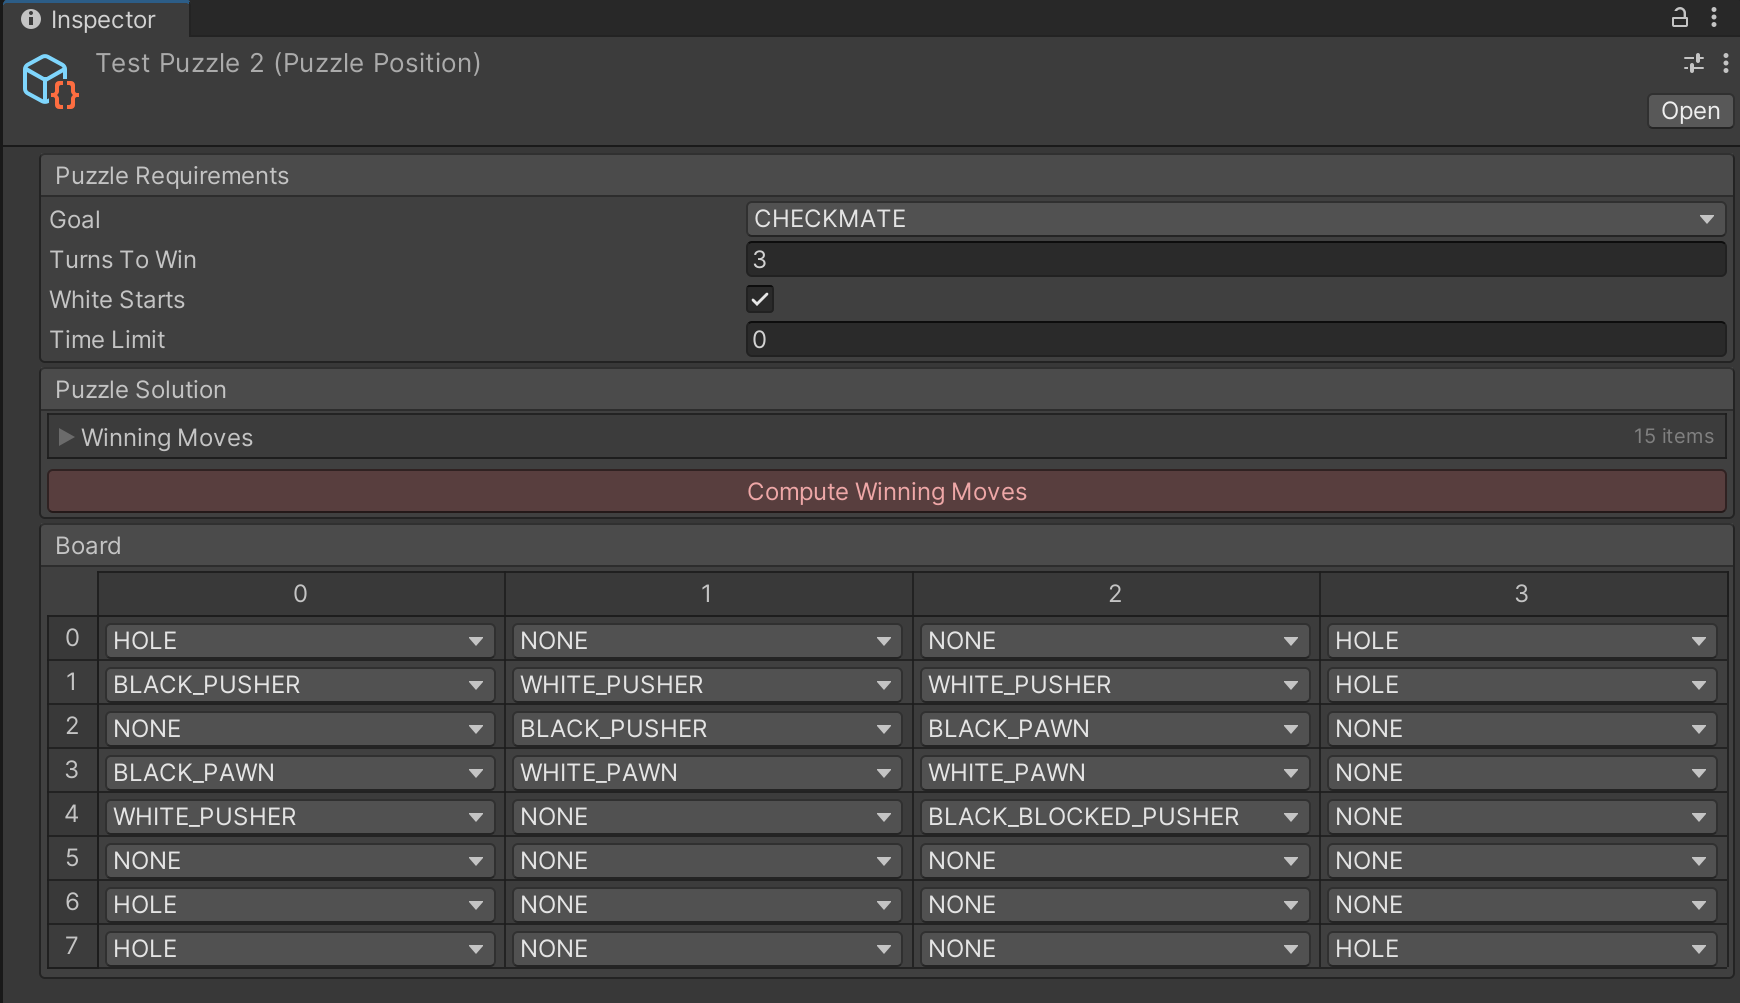 Inspector
Test Puzzle 2 (Puzzle Position)
Open
Puzzle Requirements
Goal CHECKMATE
Turns To Win 3
White Starts
Time Limit 0
Puzzle Solution
Winning Moves 15 items
Compute Winning Moves
Board
0 1 2 3
0 HOLE NONE NONE HOLE
1 BLACK_PUSHER WHITE_PUSHER WHITE_PUSHER HOLE
2 NONE BLACK_PUSHER BLACK_PAWN NONE
3 BLACK_PAWN WHITE_PAWN WHITE_PAWN NONE
4 WHITE_PUSHER NONE BLACK_BLOCKED_PUSHER NONE
5 NONE NONE NONE NONE
6 HOLE NONE NONE NONE
7 HOLE NONE NONE HOLE